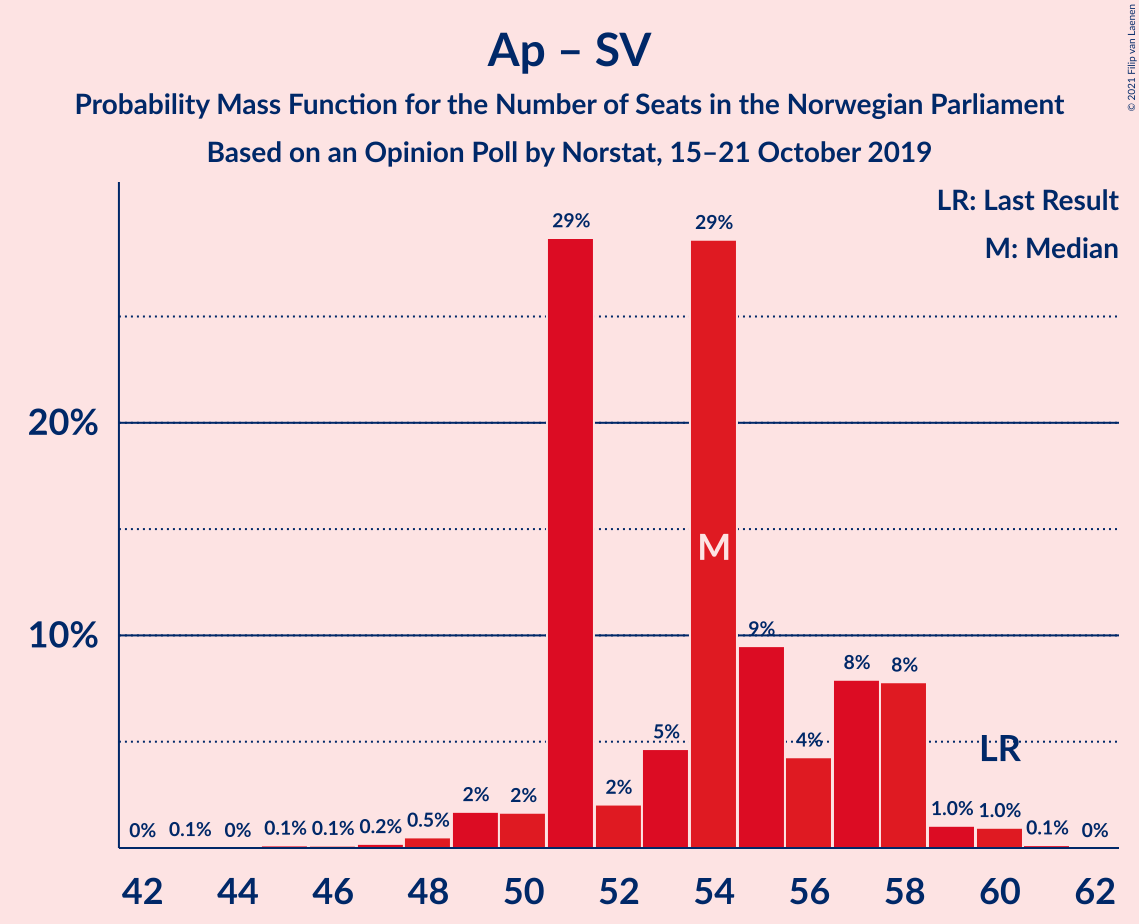 Ap – SV
Probability Mass Function for the Number of Seats in the Norwegian Parliament
Based on an Opinion Poll by Norstat, 15–21 October 2019
© 2021 Filip van Laenen
LR: Last Result
M: Median
20%
10%
0%
0.1%
0%
0.1%
0.1%
0.2%
0.5%
2%
2%
29%
2%
5%
29%
9%
4%
8%
8%
1.0%
1.0%
0.1%
0%
M
LR
42 44 46 48 50 52 54 56 58 60 62